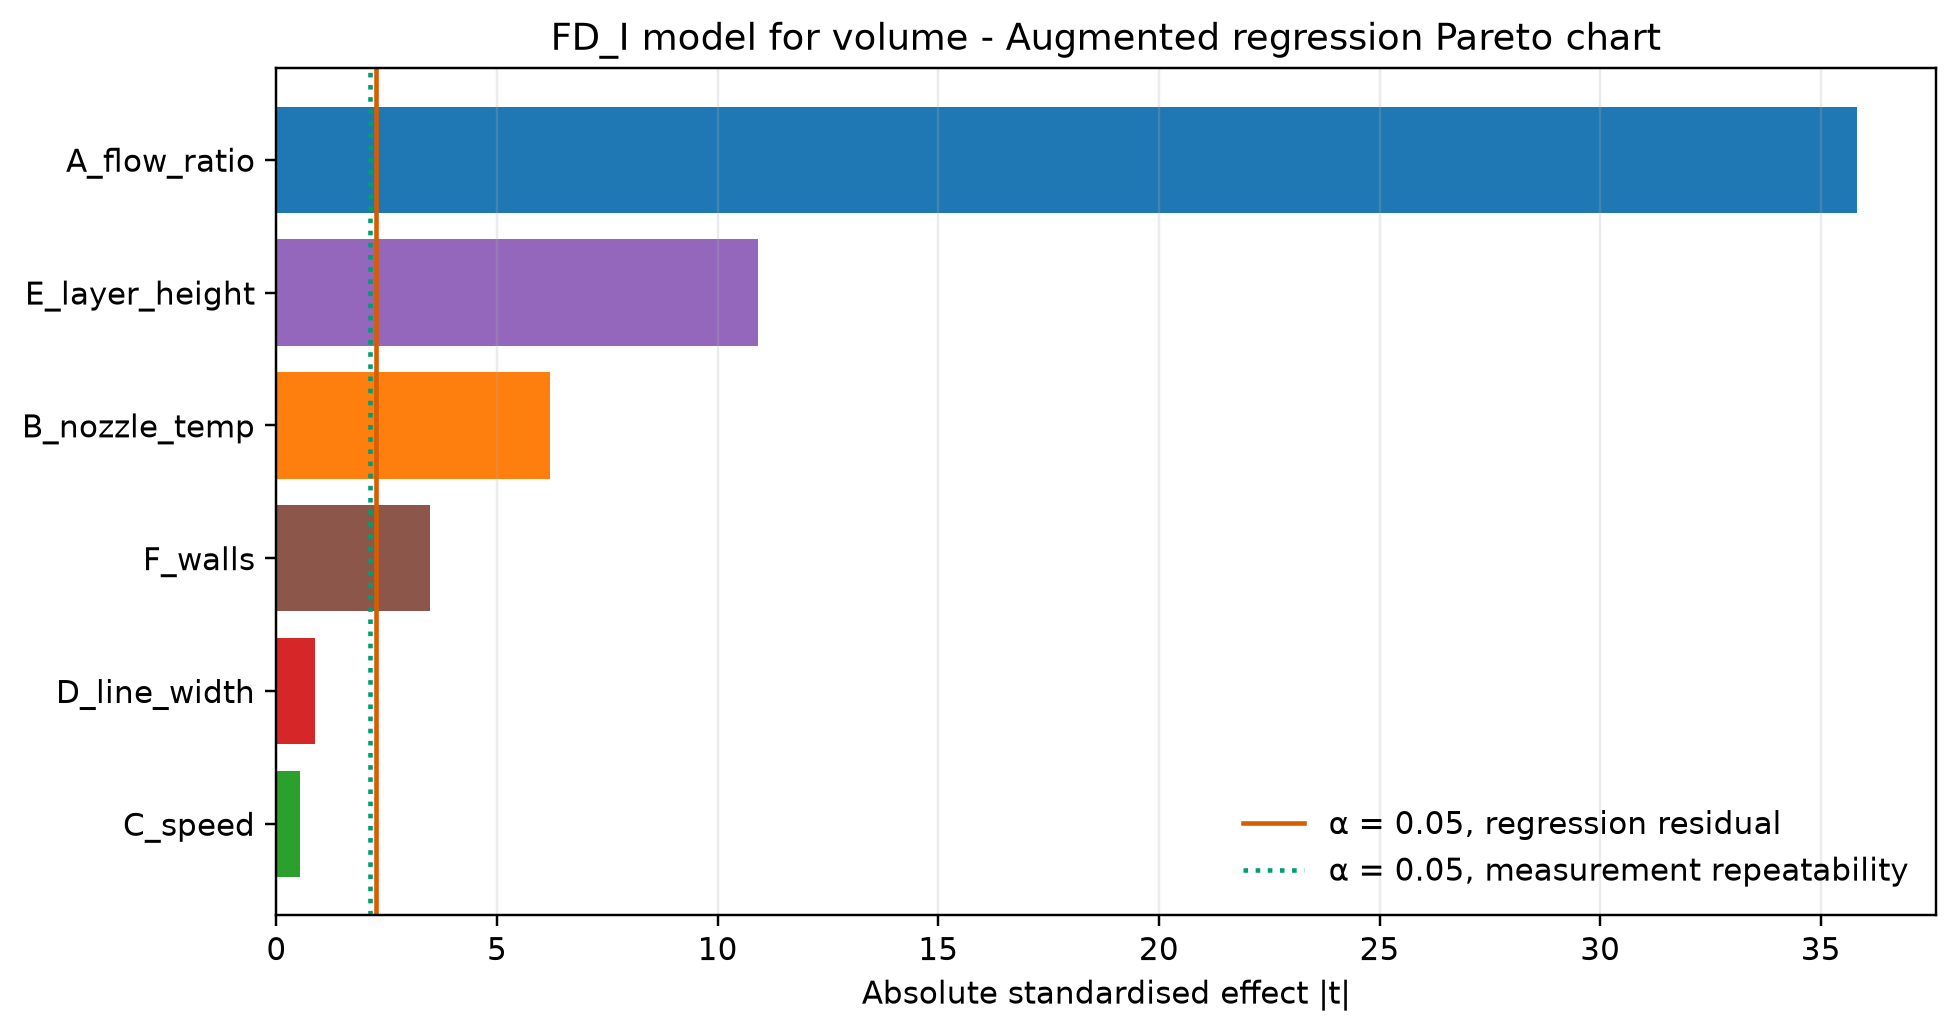 FD_I model for volume - Augmented regression Pareto chart
A_flow_ratio
E_layer_height
B_nozzle_temp
F_walls
D_line_width
C_speed
α = 0.05, regression residual
α = 0.05, measurement repeatability
0 5 10 15 20 25 30 35
Absolute standardised effect |t|